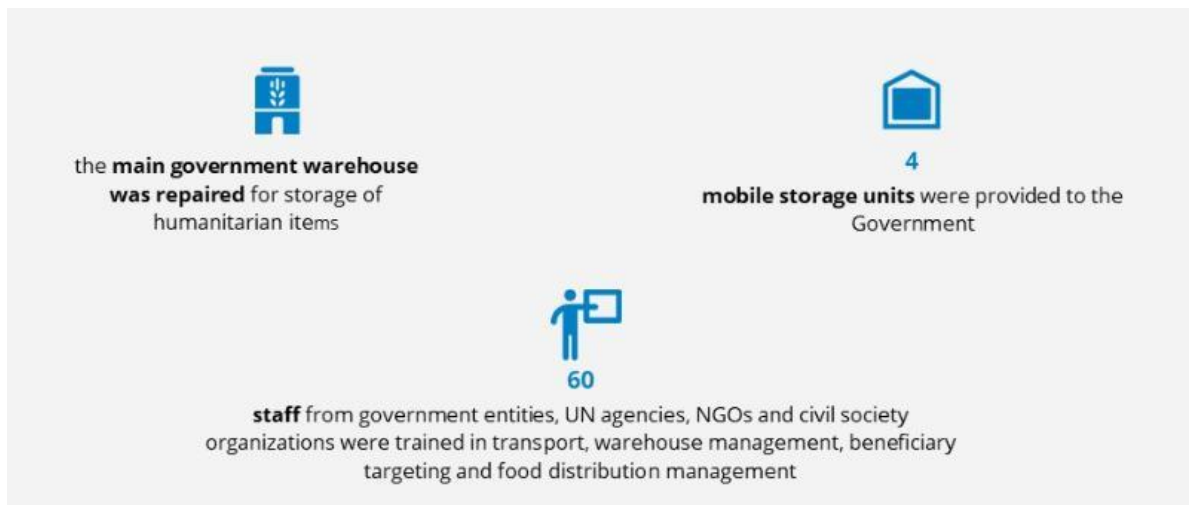 the main government warehouse
was repaired for storage of
humanitarian items
4
mobile storage units were provided to the
Government
60
staff from government entities, UN agencies, NGOs and civil society
organizations were trained in transport, warehouse management, beneficiary
targeting and food distribution management